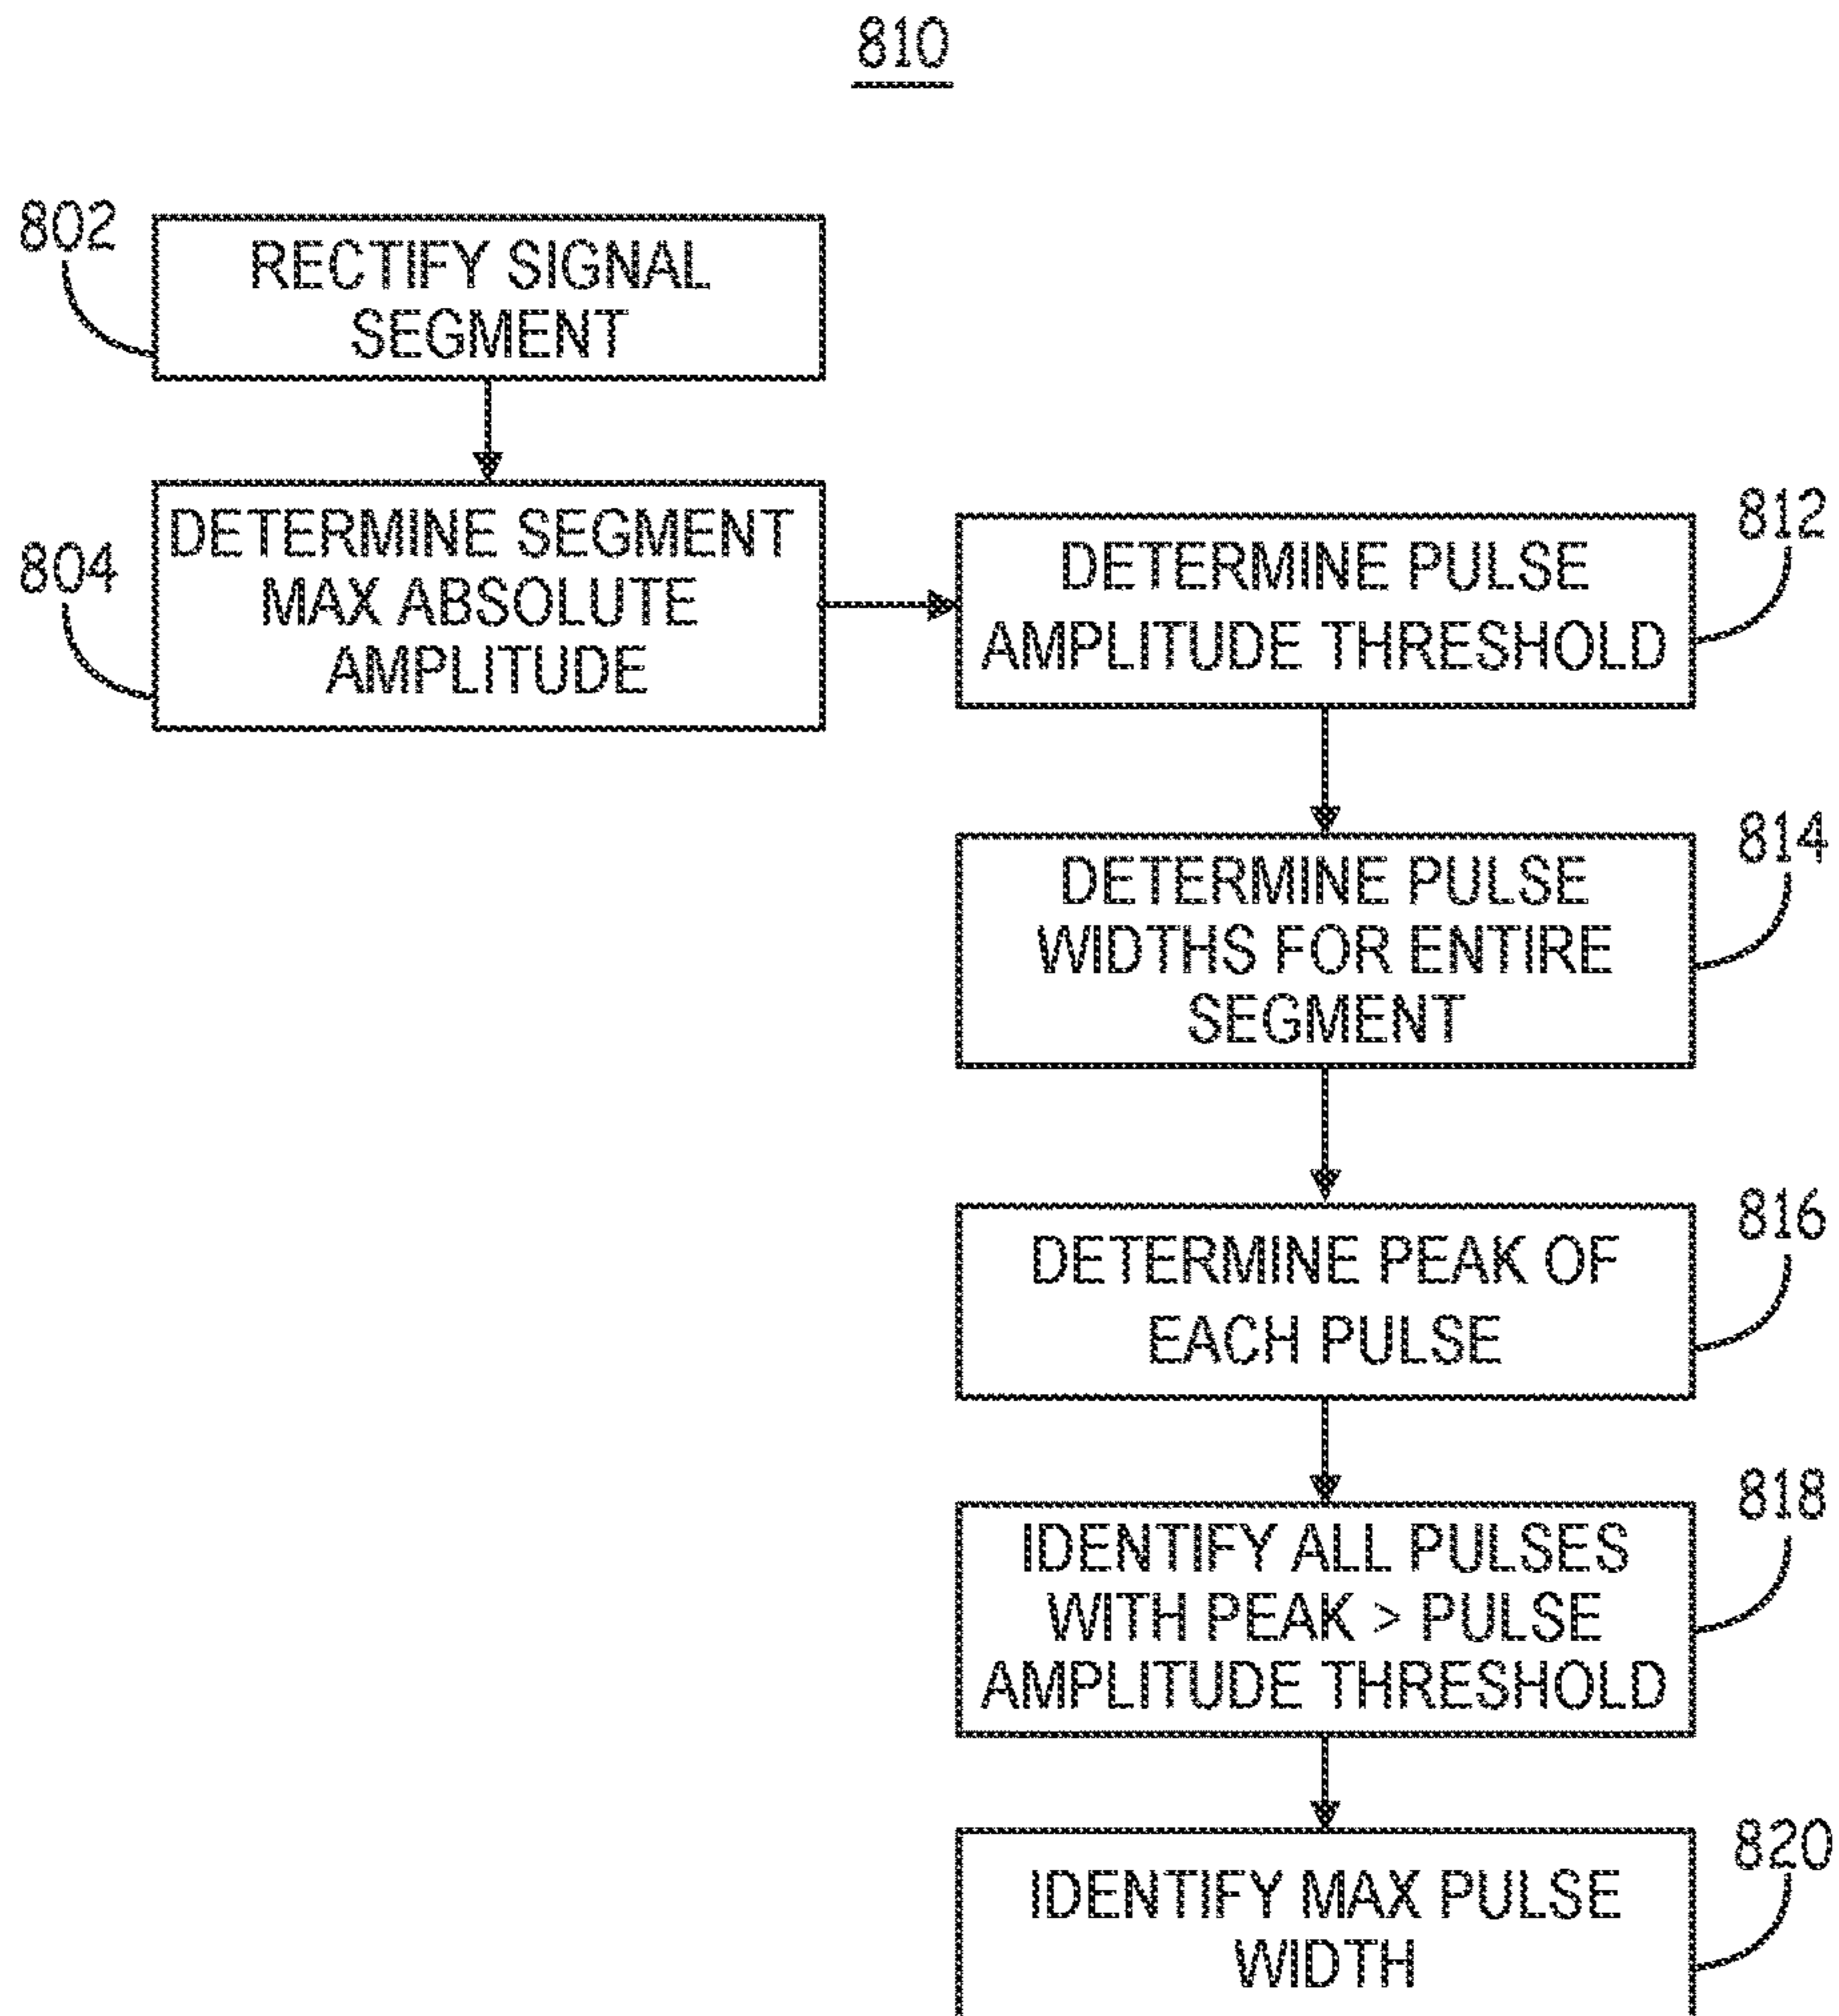 810
802
RECTIFY SIGNAL
SEGMENT
804
DETERMINE SEGMENT
MAX ABSOLUTE
AMPLITUDE
812
DETERMINE PULSE
AMPLITUDE THRESHOLD
814
DETERMINE PULSE
WIDTHS FOR ENTIRE
SEGMENT
816
DETERMINE PEAK OF
EACH PULSE
818
IDENTIFY ALL PULSES
WITH PEAK > PULSE
AMPLITUDE THRESHOLD
820
IDENTIFY MAX PULSE
WIDTH